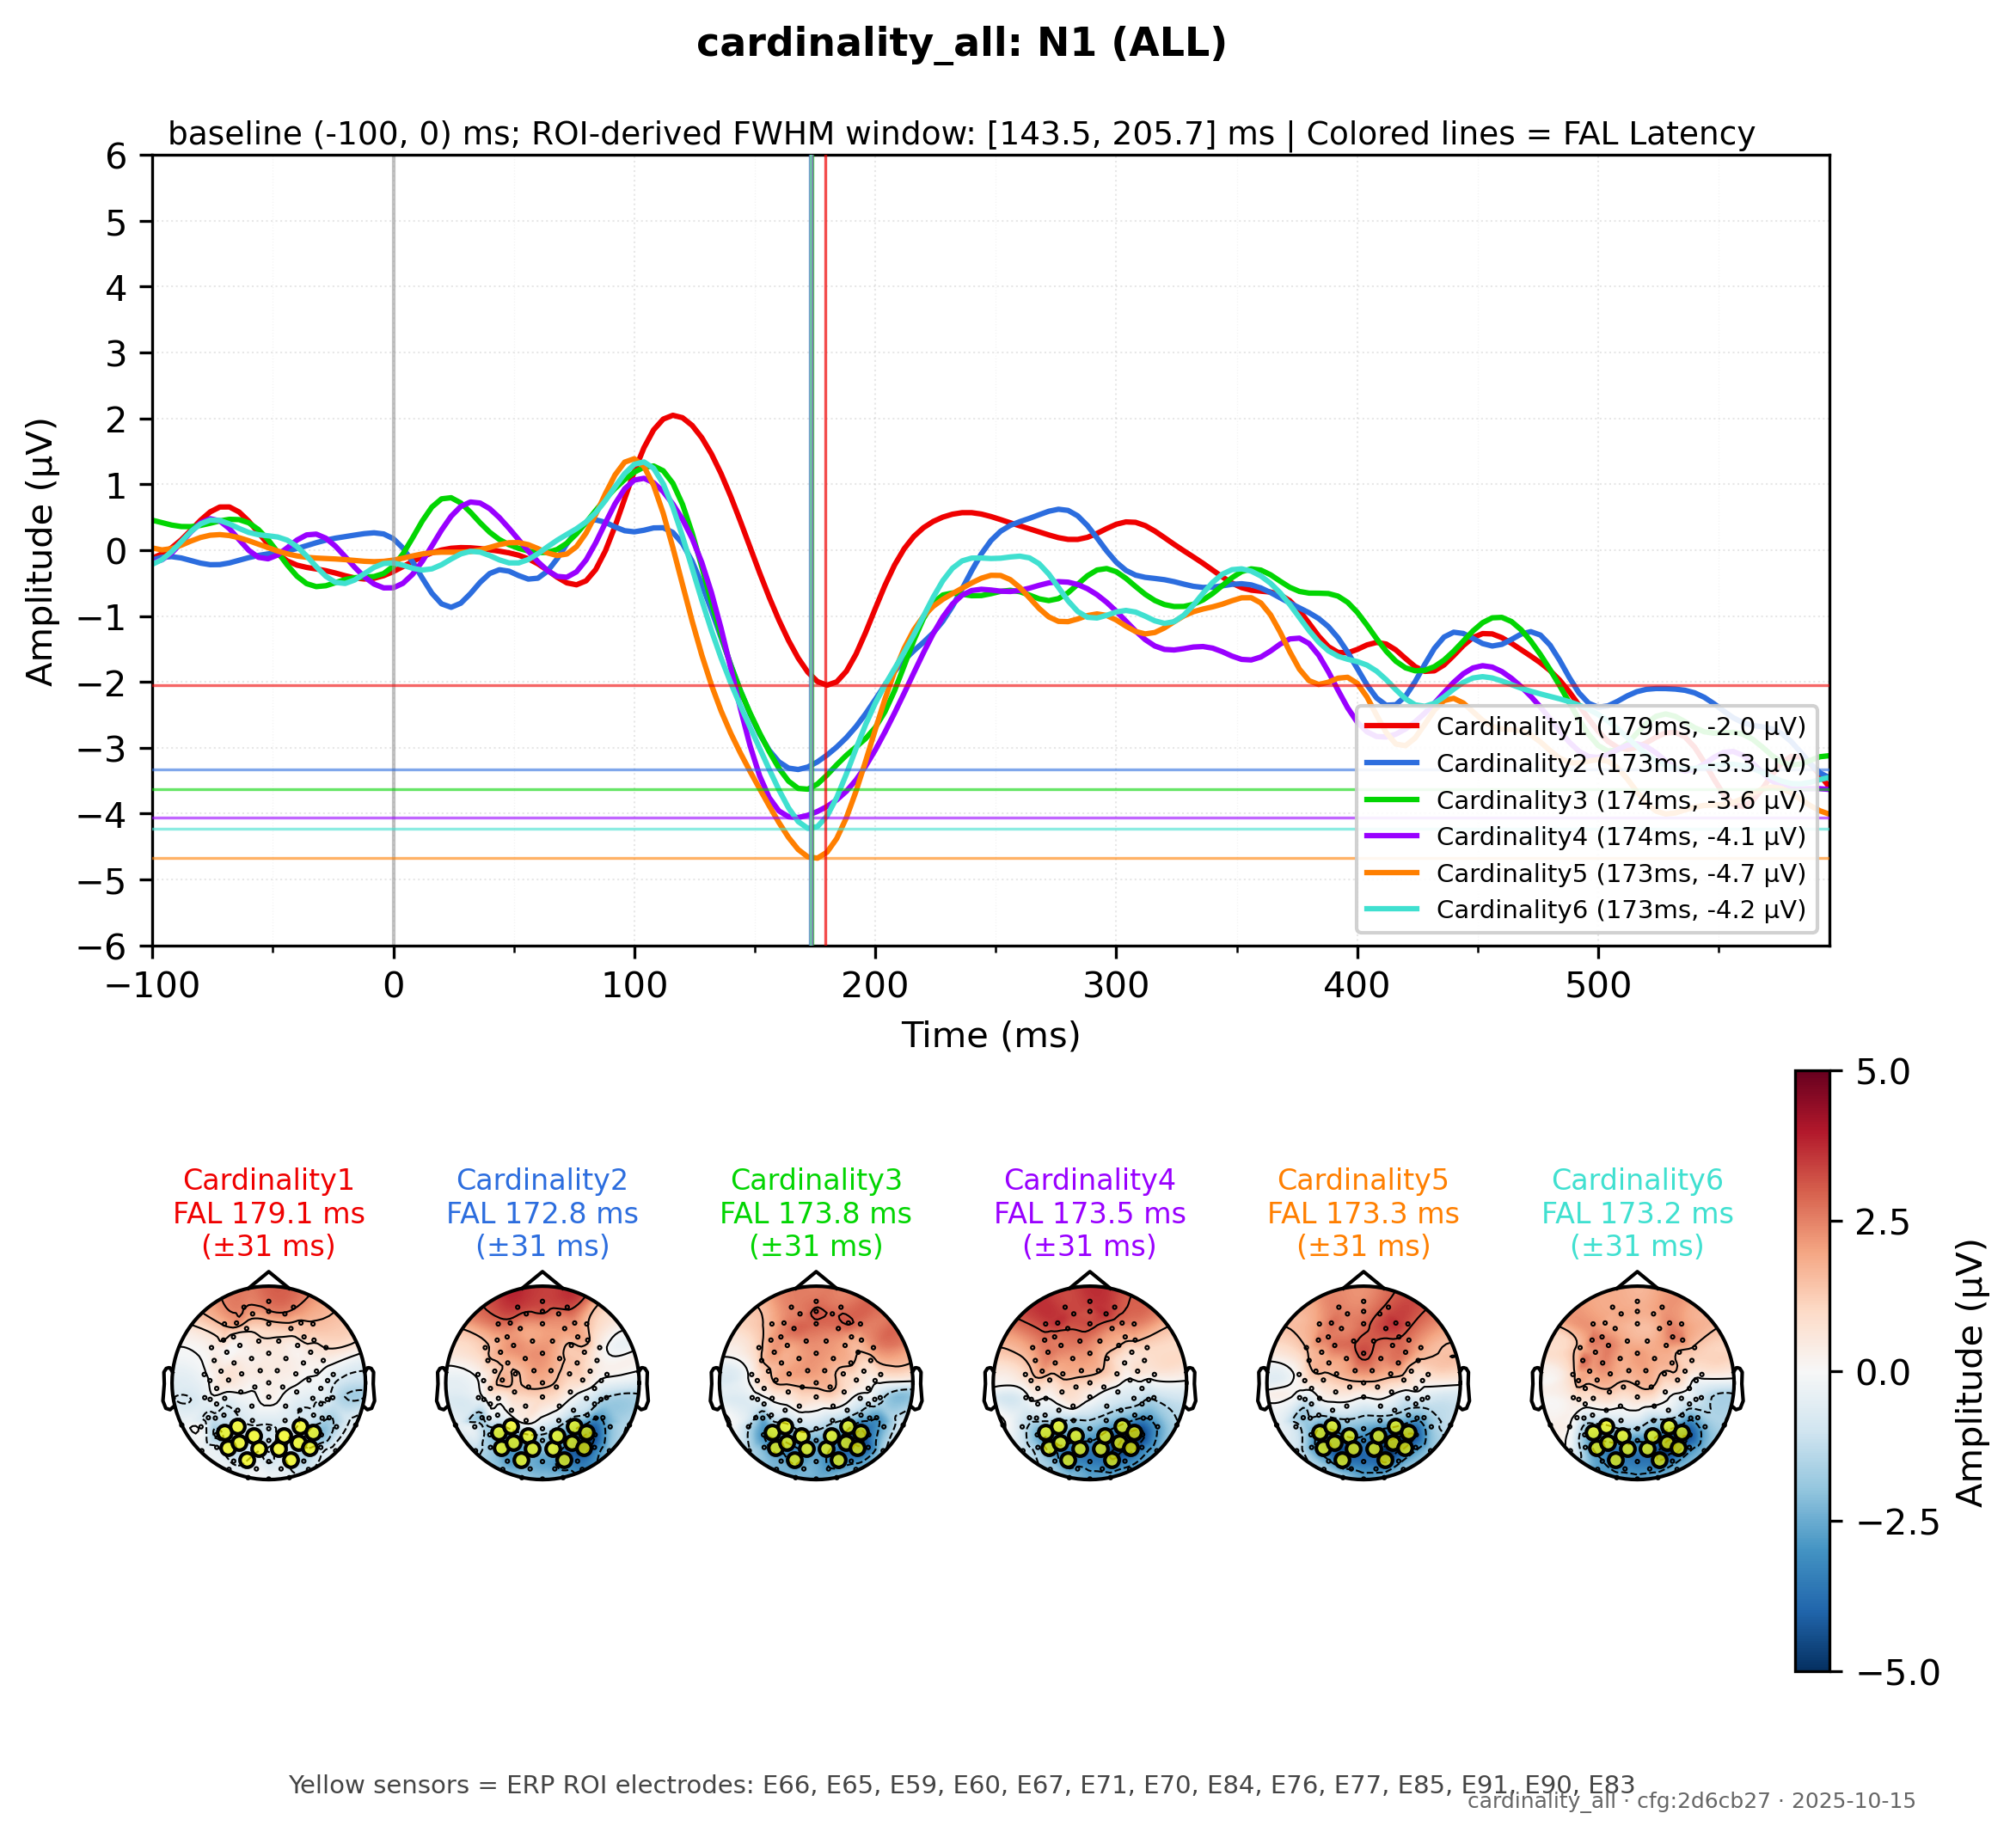 cardinality_all: N1 (ALL)
baseline (-100, 0) ms; ROI-derived FWHM window: [143.5, 205.7] ms | Colored lines = FAL Latency
Amplitude (µV)
6
5
4
3
2
1
0
−1
−2
−3
−4
−5
−6
Cardinality1 (179ms, -2.0 µV)
Cardinality2 (173ms, -3.3 µV)
Cardinality3 (174ms, -3.6 µV)
Cardinality4 (174ms, -4.1 µV)
Cardinality5 (173ms, -4.7 µV)
Cardinality6 (173ms, -4.2 µV)
−100 0 100 200 300 400 500
Time (ms)
Cardinality1
FAL 179.1 ms
(±31 ms)
Cardinality2
FAL 172.8 ms
(±31 ms)
Cardinality3
FAL 173.8 ms
(±31 ms)
Cardinality4
FAL 173.5 ms
(±31 ms)
Cardinality5
FAL 173.3 ms
(±31 ms)
Cardinality6
FAL 173.2 ms
(±31 ms)
5.0
2.5
0.0
−2.5
−5.0
Amplitude (µV)
Yellow sensors = ERP ROI electrodes: E66, E65, E59, E60, E67, E71, E70, E84, E76, E77, E85, E91, E90, E83
cardinality_all · cfg:2d6cb27 · 2025-10-15